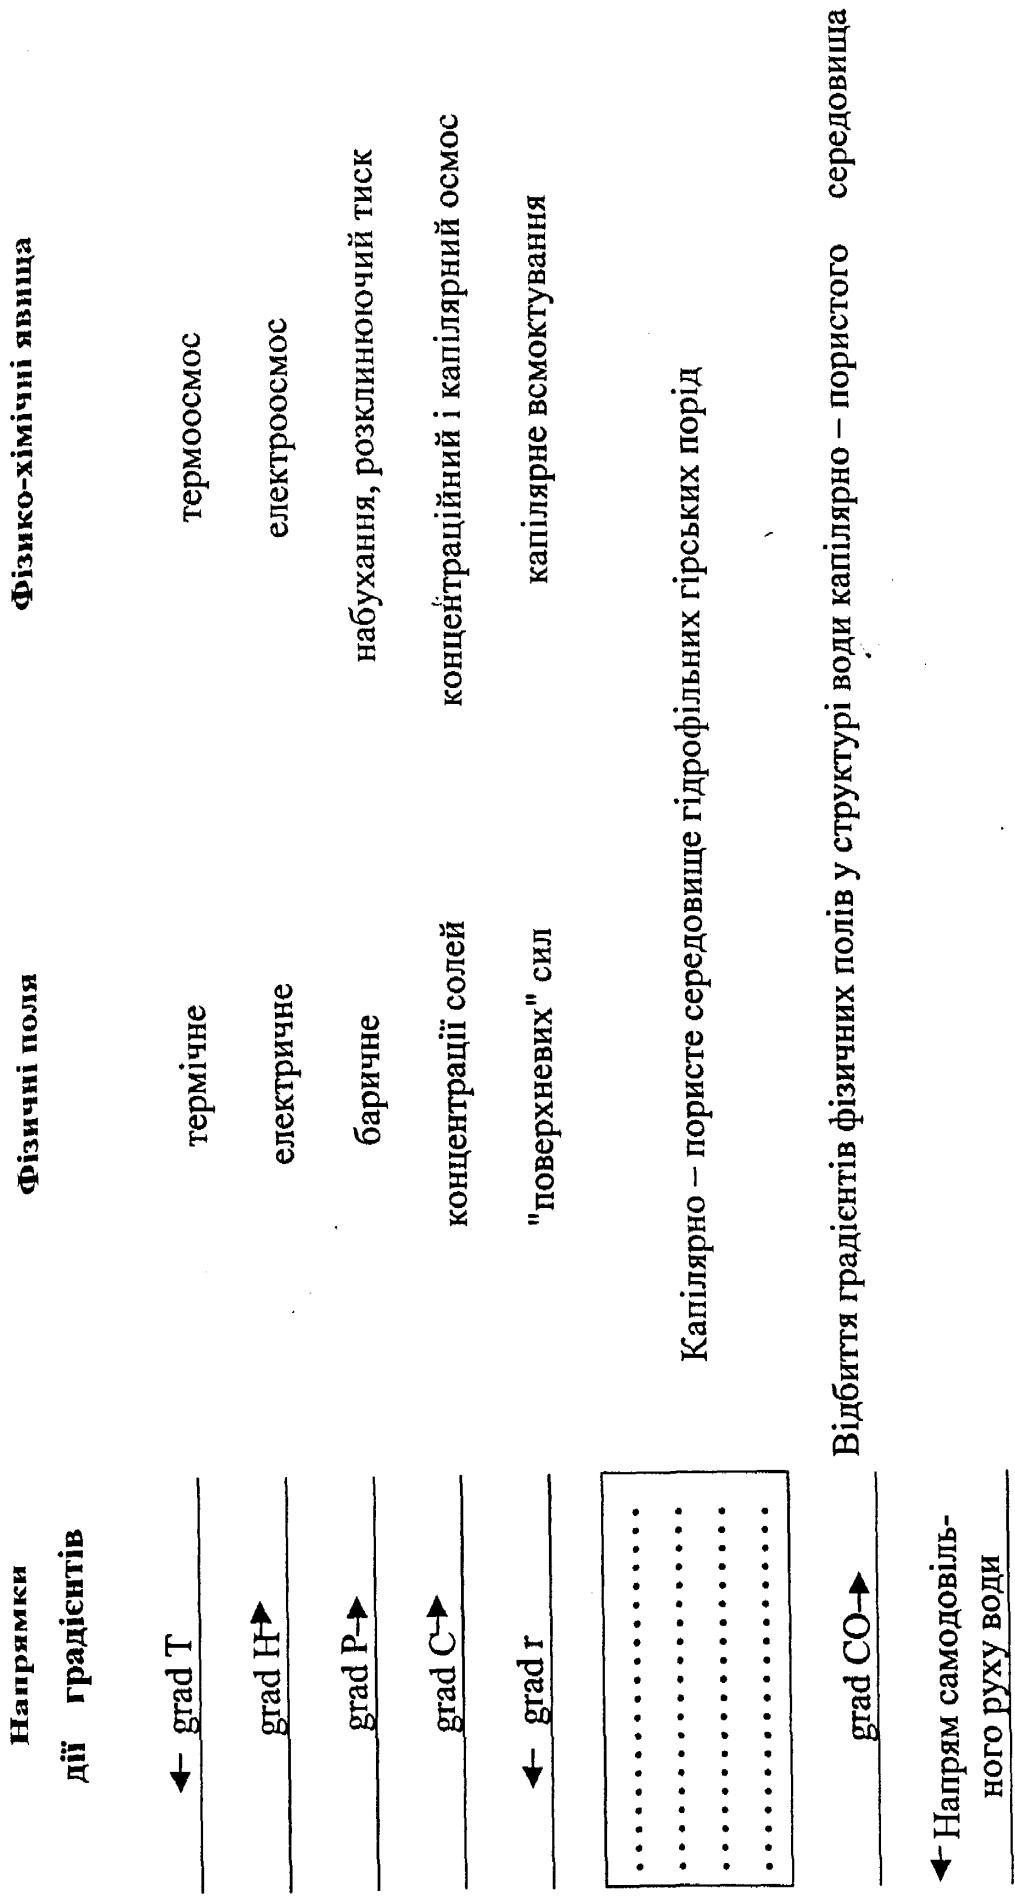 Напрямки дії градієнтів Фізичні поля Фізико-хімічні явища
← grad T термічне термоосмос
grad H→ електричне електроосмос
grad P→ баричне набухання, розклинюючий тиск
grad C→ концентрації солей концентраційний і капілярний осмос
← grad r "поверхневих" сил капілярне всмоктування
Капілярно – пористе середовище гідрофільних гірських порід
grad CO→ Відбиття градієнтів фізичних полів у структурі води капілярно – пористого середовища
← Напрям самодовіль-
ного руху води